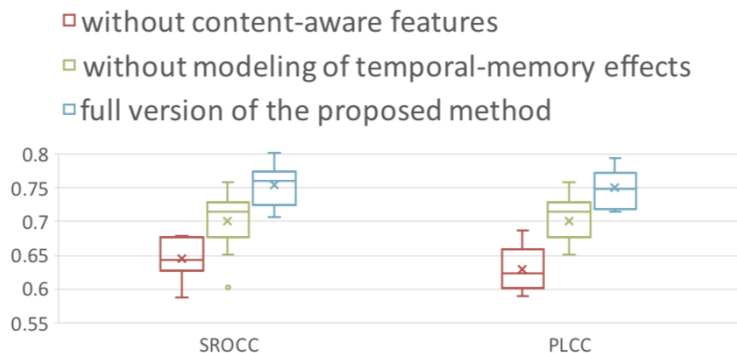 without content-aware features
without modeling of temporal-memory effects
full version of the proposed method
0.8
0.75
0.7
0.65
0.6
0.55
SROCC PLCC